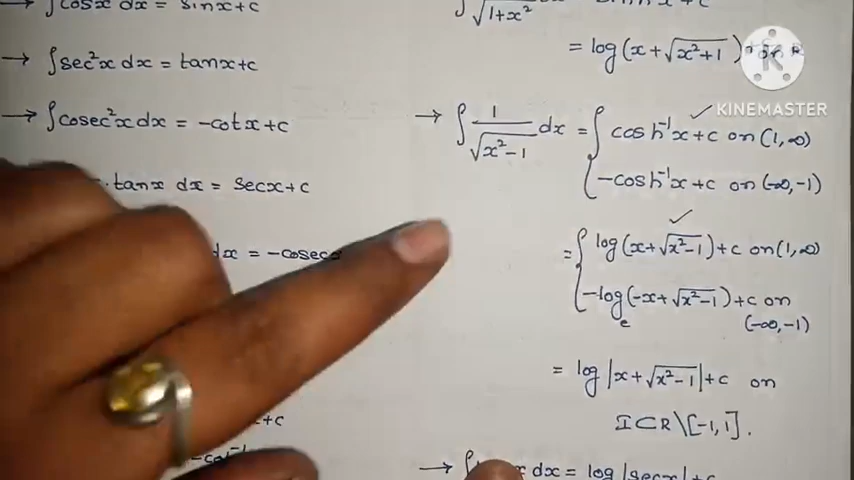 → ∫cosx dx = sinx+c
→ ∫sec²x dx = tanx+c
→ ∫cosec²x dx = -cotx+c
.tanx dx = secx+c
dx = -cosec
x+c
-cot⁻¹
∫ √1+x²
= log(x+√x²+1)
K
KINEMASTER
→ ∫ 1/√x²-1 dx = { cosh⁻¹x+c on (1,∞) ✓
-cosh⁻¹x+c on (-∞,-1)
= { log(x+√x²-1)+c on (1,∞) ✓
-logₑ(-x+√x²-1)+c on
(-∞,-1)
= log|x+√x²-1|+c on
I⊂R\[-1,1].
→ ∫ x dx = log|secx|+c